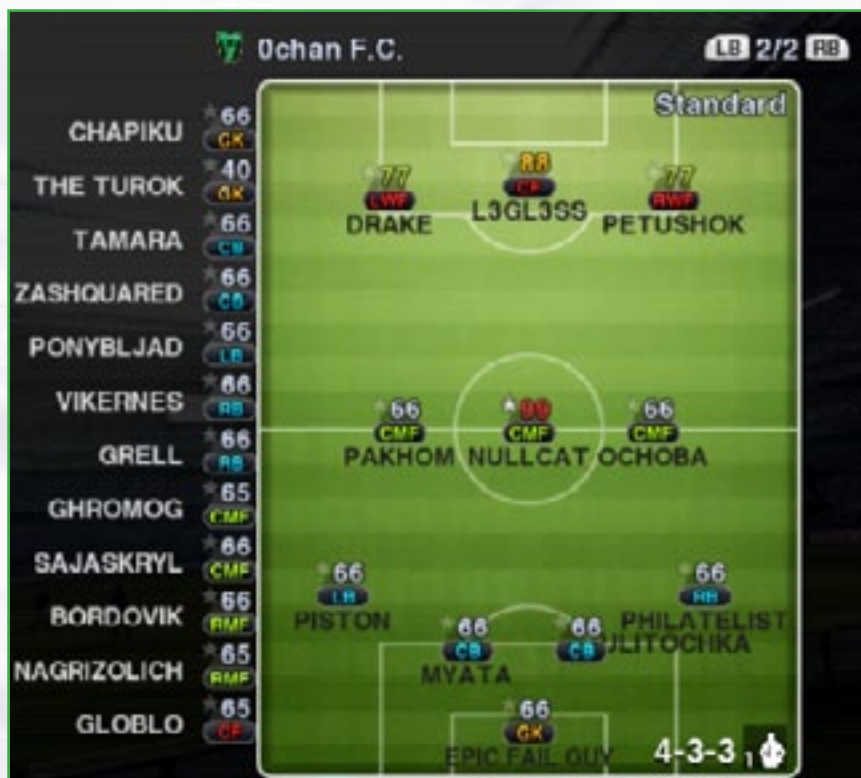 0chan F.C.
LB 2/2 RB
Standard
CHAPIKU 66 GK
THE TUROK 40 GK
TAMARA 66 CB
ZASHQUARED 66 CB
PONYBLJAD 66 LB
VIKERNES 66 RB
GRELL 66 RB
GHROMOG 65 CMF
SAJASKRYL 66 CMF
BORDOVIK 66 RMF
NAGRIZOLICH 65 RMF
GLOBLO 65 CF
77 88 77
LWF CF RWF
DRAKE L3GL3SS PETUSHOK
66 99 66
CMF CMF CMF
PAKHOM NULLCAT OCHOBA
66 66
LB RB
PISTON PHILATELIST
66 66
CB CB
MYATA ULITOCHKA
66
GK
EPIC FAIL GUY
4-3-3 1